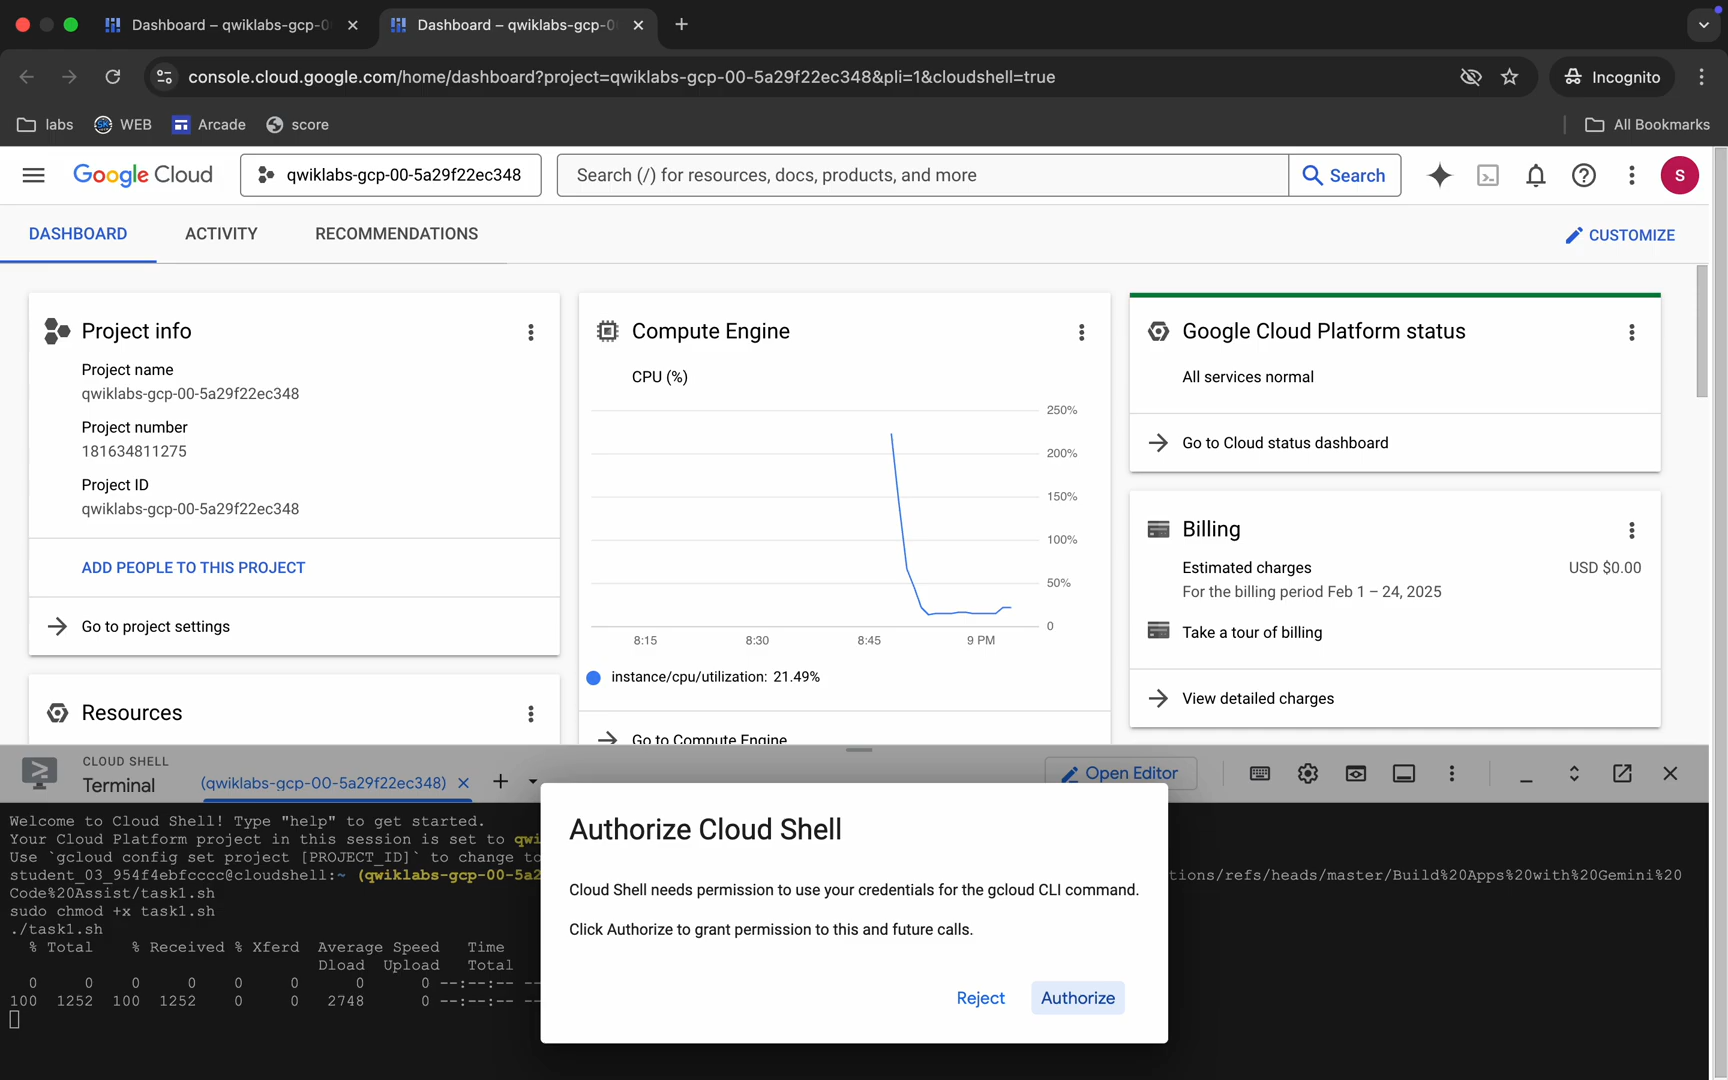 Dashboard – qwiklabs-gcp-0
Dashboard – qwiklabs-gcp-0
console.cloud.google.com/home/dashboard?project=qwiklabs-gcp-00-5a29f22ec348&pli=1&cloudshell=true
Incognito
labs
WEB
Arcade
score
All Bookmarks
Google Cloud
qwiklabs-gcp-00-5a29f22ec348
Search (/) for resources, docs, products, and more
Search
S
DASHBOARD
ACTIVITY
RECOMMENDATIONS
CUSTOMIZE
Project info
Project name
qwiklabs-gcp-00-5a29f22ec348
Project number
181634811275
Project ID
qwiklabs-gcp-00-5a29f22ec348
ADD PEOPLE TO THIS PROJECT
Go to project settings
Resources
Compute Engine
CPU (%)
250%
200%
150%
100%
50%
0
8:15
8:30
8:45
9 PM
instance/cpu/utilization: 21.49%
Go to Compute Engine
Google Cloud Platform status
All services normal
Go to Cloud status dashboard
Billing
Estimated charges
USD $0.00
For the billing period Feb 1 – 24, 2025
Take a tour of billing
View detailed charges
CLOUD SHELL
Terminal
(qwiklabs-gcp-00-5a29f22ec348)
Open Editor
Welcome to Cloud Shell! Type "help" to get started.
Your Cloud Platform project in this session is set to qwi
Use `gcloud config set project [PROJECT_ID]` to change to
student_03_954f4ebfcccc@cloudshell:~ (qwiklabs-gcp-00-5a2
tions/refs/heads/master/Build%20Apps%20with%20Gemini%20
Code%20Assist/task1.sh
sudo chmod +x task1.sh
./task1.sh
% Total % Received % Xferd Average Speed Time
Dload Upload Total
0 0 0 0 0 0 0 0 --:--:-- --
100 1252 100 1252 0 0 2748 0 --:--:-- --
Authorize Cloud Shell
Cloud Shell needs permission to use your credentials for the gcloud CLI command.
Click Authorize to grant permission to this and future calls.
Reject
Authorize